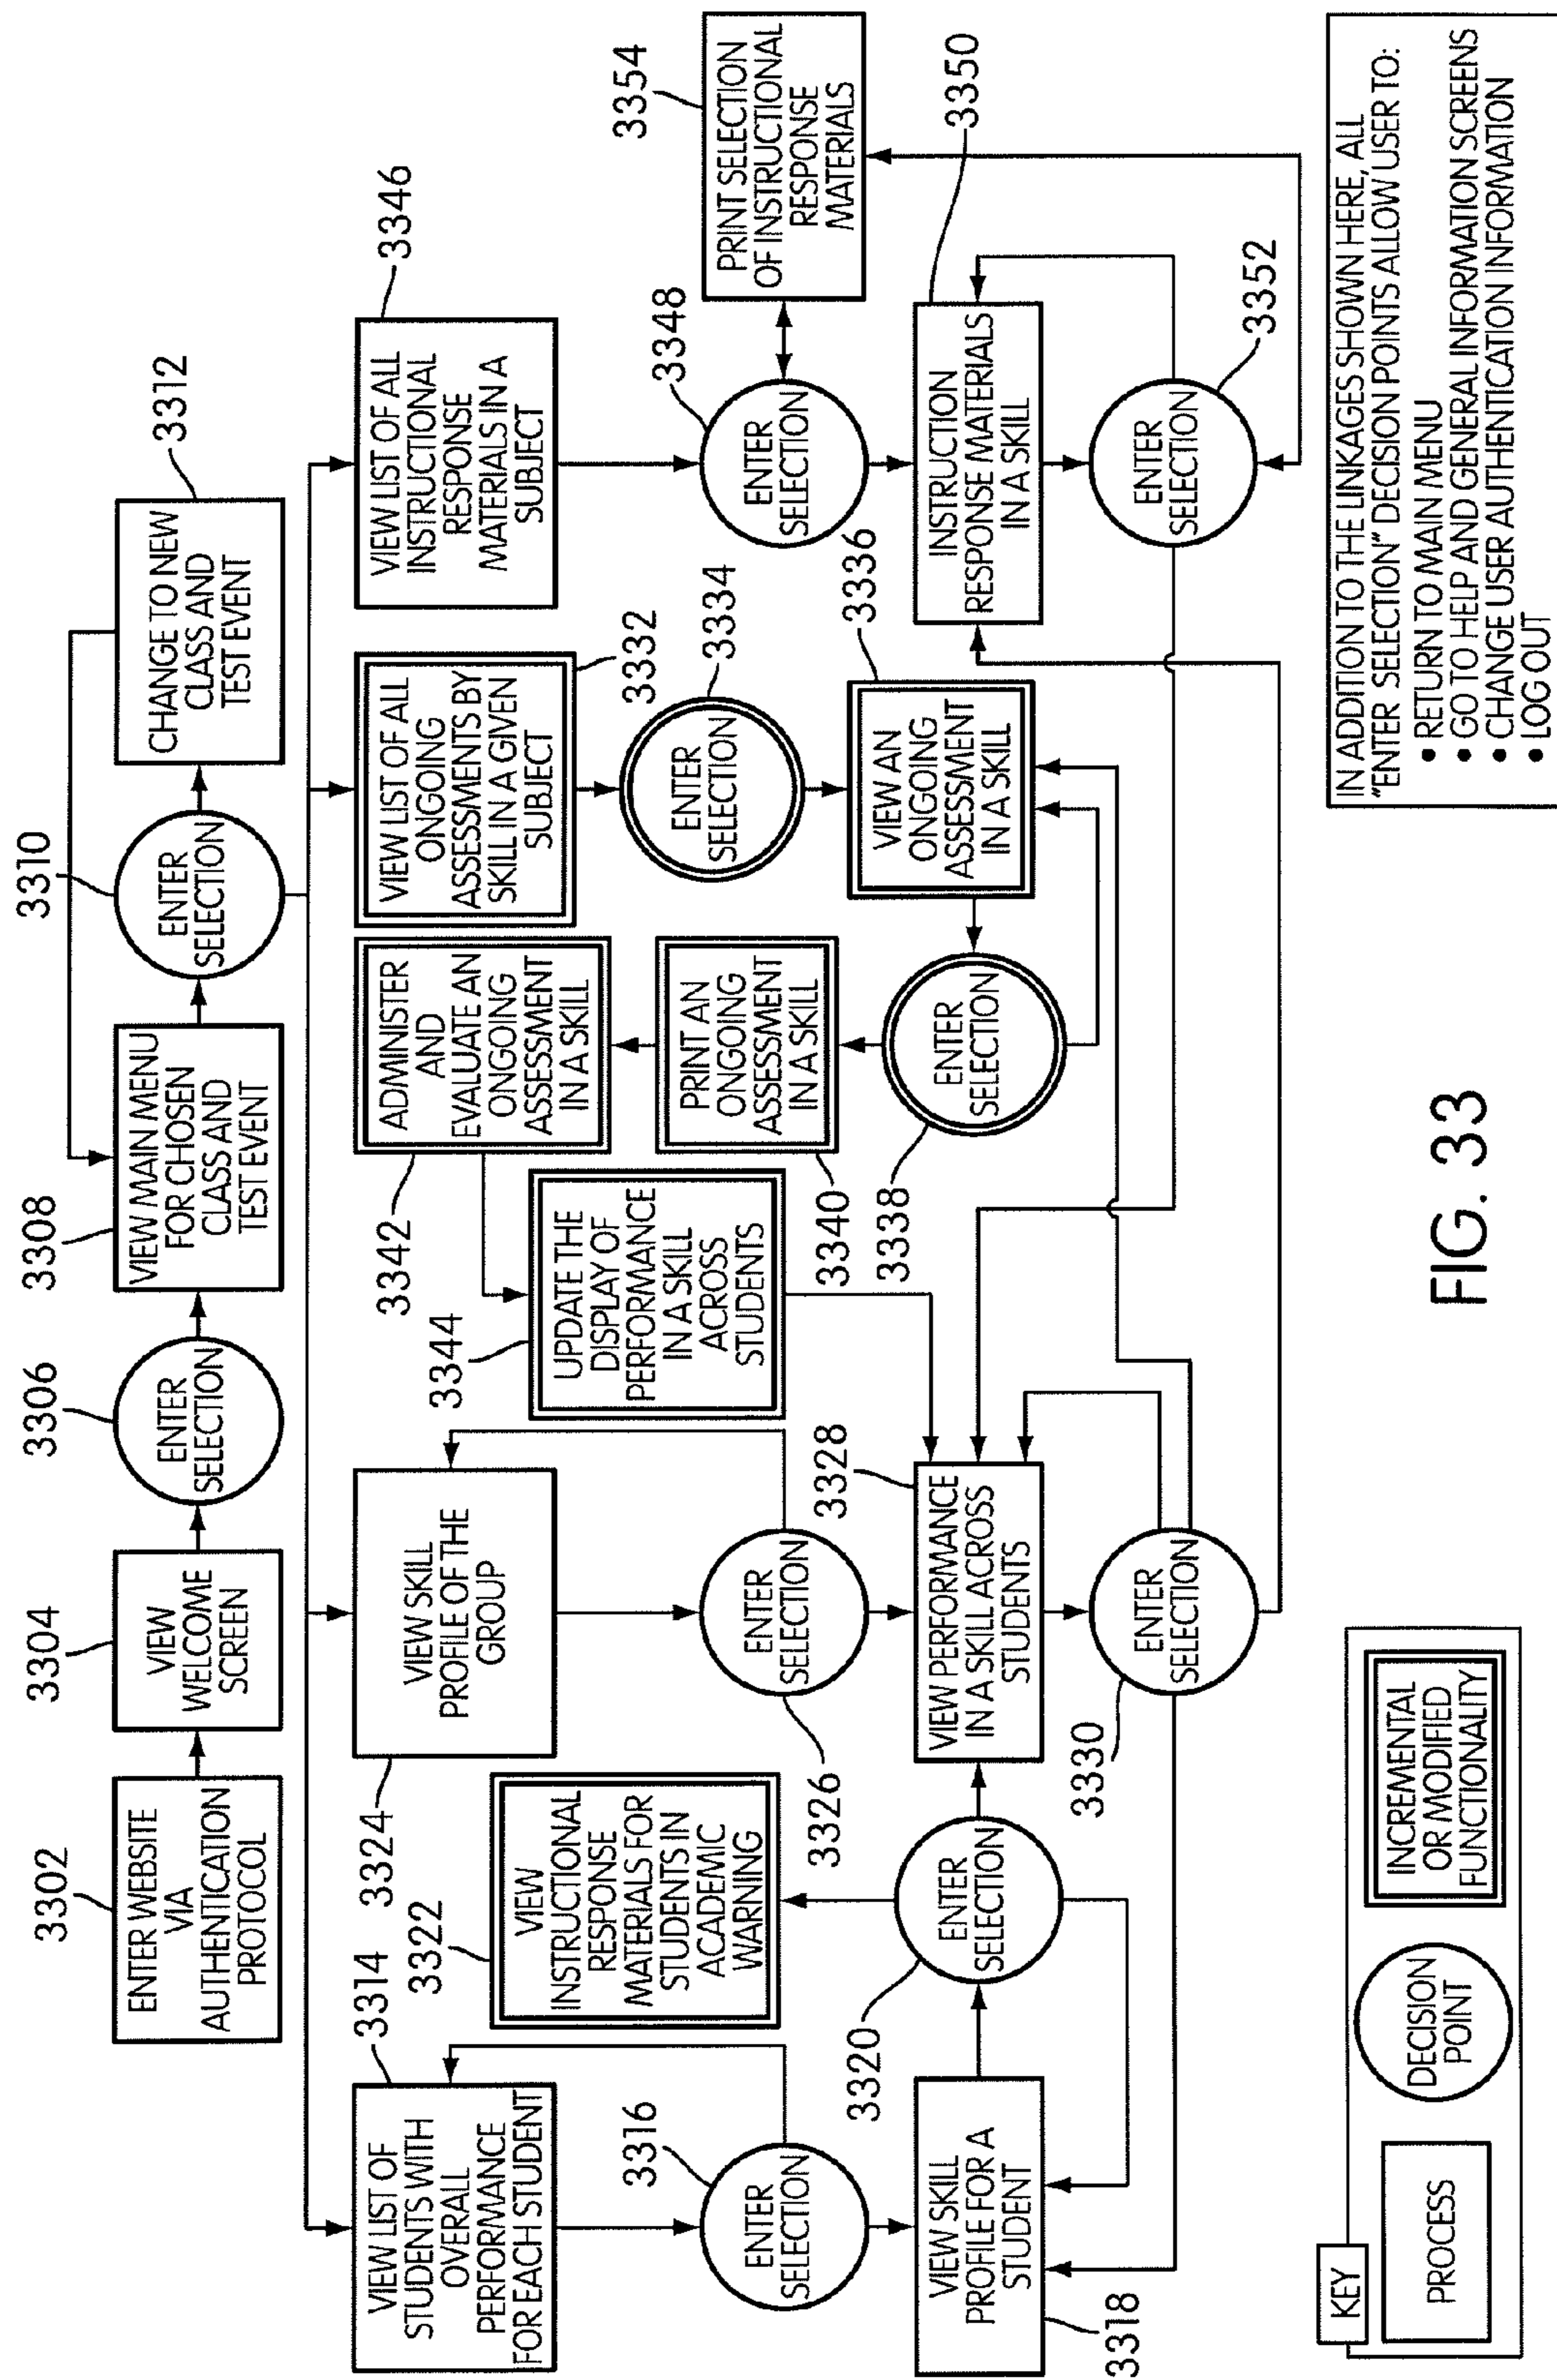 3302
ENTER WEBSITE
VIA
AUTHENTICATION
PROTOCOL
3304
VIEW
WELCOME
SCREEN
3306
ENTER
SELECTION
3308
VIEW MAIN MENU
FOR CHOSEN
CLASS AND
TEST EVENT
3310
ENTER
SELECTION
3312
CHANGE TO NEW
CLASS AND
TEST EVENT
3314
VIEW LIST OF
STUDENTS WITH
OVERALL
PERFORMANCE
FOR EACH STUDENT
3316
ENTER
SELECTION
VIEW SKILL
PROFILE FOR A
STUDENT
3318
3320
ENTER
SELECTION
3322
VIEW
INSTRUCTIONAL
RESPONSE
MATERIALS FOR
STUDENTS IN
ACADEMIC
WARNING
3324
VIEW SKILL
PROFILE OF THE
GROUP
3326
ENTER
SELECTION
3328
VIEW PERFORMANCE
IN A SKILL ACROSS
STUDENTS
3330
ENTER
SELECTION
3344
UPDATE THE
DISPLAY OF
PERFORMANCE
IN A SKILL
ACROSS
STUDENTS
3342
ADMINISTER
AND
EVALUATE AN
ONGOING
ASSESSMENT
IN A SKILL
3340
PRINT AN
ONGOING
ASSESSMENT
IN A SKILL
3338
ENTER
SELECTION
VIEW LIST OF ALL
ONGOING
ASSESSMENTS BY
SKILL IN A GIVEN
SUBJECT
3332
3334
ENTER
SELECTION
3336
VIEW AN
ONGOING
ASSESSMENT
IN A SKILL
3346
VIEW LIST OF ALL
INSTRUCTIONAL
RESPONSE
MATERIALS IN A
SUBJECT
3348
ENTER
SELECTION
3354
PRINT SELECTION
OF INSTRUCTIONAL
RESPONSE
MATERIALS
3350
INSTRUCTION
RESPONSE MATERIALS
IN A SKILL
3352
ENTER
SELECTION
KEY
PROCESS
DECISION
POINT
INCREMENTAL
OR MODIFIED
FUNCTIONALITY
FIG. 33
IN ADDITION TO THE LINKAGES SHOWN HERE, ALL
"ENTER SELECTION" DECISION POINTS ALLOW USER TO:
• RETURN TO MAIN MENU
• GO TO HELP AND GENERAL INFORMATION SCREENS
• CHANGE USER AUTHENTICATION INFORMATION
• LOG OUT